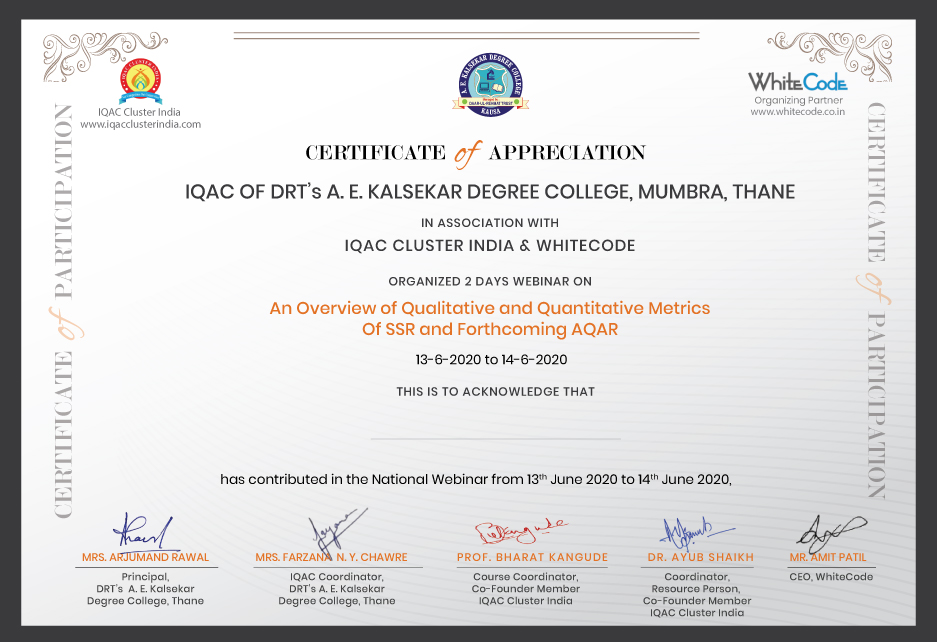 IQAC Cluster India
www.iqacclusterindia.com
A. E. KALSEKAR DEGREE COLLEGE
DAAR-UL-REHMAT TRUST
KAUSA
WhiteCode
Organizing Partner
www.whitecode.co.in
CERTIFICATE of PARTICIPATION
CERTIFICATE of PARTICIPATION
CERTIFICATE of APPRECIATION
IQAC OF DRT's A. E. KALSEKAR DEGREE COLLEGE, MUMBRA, THANE
IN ASSOCIATION WITH
IQAC CLUSTER INDIA & WHITECODE
ORGANIZED 2 DAYS WEBINAR ON
An Overview of Qualitative and Quantitative Metrics
Of SSR and Forthcoming AQAR
13-6-2020 to 14-6-2020
THIS IS TO ACKNOWLEDGE THAT
has contributed in the National Webinar from 13th June 2020 to 14th June 2020,
MRS. ARJUMAND RAWAL
Principal,
DRT's A. E. Kalsekar
Degree College, Thane
MRS. FARZANA N. Y. CHAWRE
IQAC Coordinator,
DRT's A. E. Kalsekar
Degree College, Thane
PROF. BHARAT KANGUDE
Course Coordinator,
Co-Founder Member
IQAC Cluster India
DR. AYUB SHAIKH
Coordinator,
Resource Person,
Co-Founder Member
IQAC Cluster India
MR. AMIT PATIL
CEO, WhiteCode